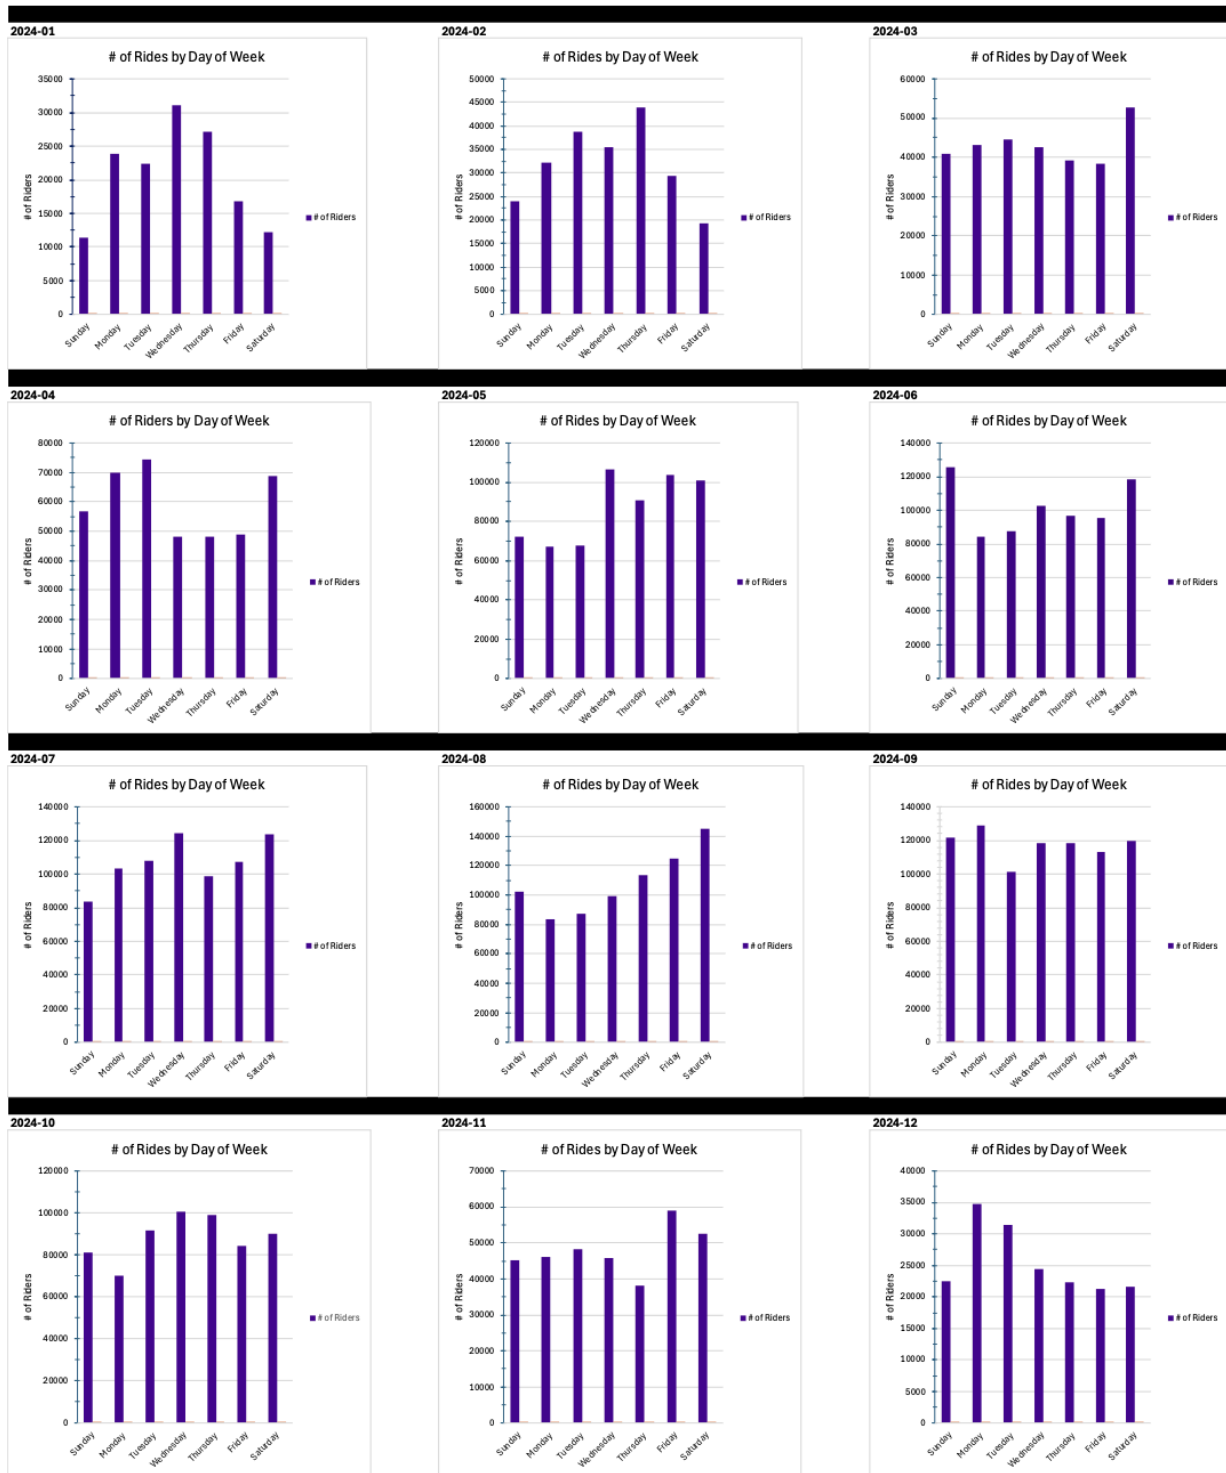 2024-01
# of Rides by Day of Week
35000
30000
25000
20000
15000
10000
5000
0
# of Riders
Sunday
Monday
Tuesday
Wednesday
Thursday
Friday
Saturday
# of Riders
2024-02
# of Rides by Day of Week
50000
45000
40000
35000
30000
25000
20000
15000
10000
5000
0
# of Riders
Sunday
Monday
Tuesday
Wednesday
Thursday
Friday
Saturday
# of Riders
2024-03
# of Rides by Day of Week
60000
50000
40000
30000
20000
10000
0
# of Riders
Sunday
Monday
Tuesday
Wednesday
Thursday
Friday
Saturday
# of Riders
2024-04
# of Riders by Day of Week
80000
70000
60000
50000
40000
30000
20000
10000
0
# of Riders
Sunday
Monday
Tuesday
Wednesday
Thursday
Friday
Saturday
# of Riders
2024-05
# of Rides by Day of Week
120000
100000
80000
60000
40000
20000
0
# of Riders
Sunday
Monday
Tuesday
Wednesday
Thursday
Friday
Saturday
# of Riders
2024-06
# of Rides by Day of Week
140000
120000
100000
80000
60000
40000
20000
0
# of Riders
Sunday
Monday
Tuesday
Wednesday
Thursday
Friday
Saturday
# of Riders
2024-07
# of Rides by Day of Week
140000
120000
100000
80000
60000
40000
20000
0
# of Riders
Sunday
Monday
Tuesday
Wednesday
Thursday
Friday
Saturday
# of Riders
2024-08
# of Rides by Day of Week
160000
140000
120000
100000
80000
60000
40000
20000
0
# of Riders
Sunday
Monday
Tuesday
Wednesday
Thursday
Friday
Saturday
# of Riders
2024-09
# of Rides by Day of Week
140000
120000
100000
80000
60000
40000
20000
0
# of Riders
Sunday
Monday
Tuesday
Wednesday
Thursday
Friday
Saturday
# of Riders
2024-10
# of Rides by Day of Week
120000
100000
80000
60000
40000
20000
0
# of Riders
Sunday
Monday
Tuesday
Wednesday
Thursday
Friday
Saturday
# of Riders
2024-11
# of Rides by Day of Week
70000
60000
50000
40000
30000
20000
10000
0
# of Riders
Sunday
Monday
Tuesday
Wednesday
Thursday
Friday
Saturday
# of Riders
2024-12
# of Rides by Day of Week
40000
35000
30000
25000
20000
15000
10000
5000
0
# of Riders
Sunday
Monday
Tuesday
Wednesday
Thursday
Friday
Saturday
# of Riders